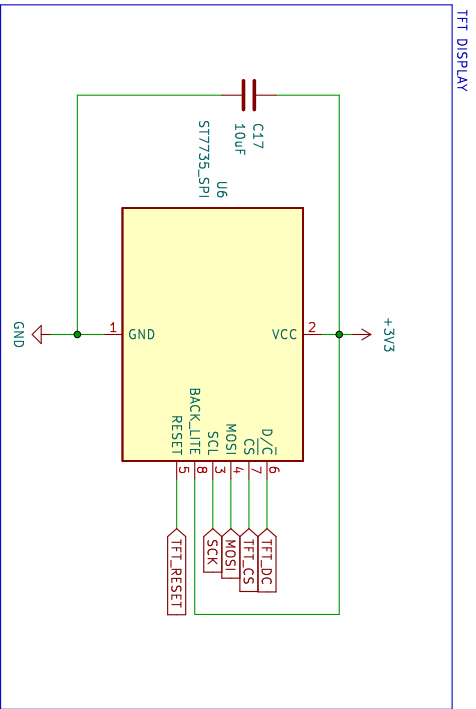 TFT DISPLAY
C17
10uF
U6
ST7735_SPI
+3V3
GND
1
GND
VCC
2
D/C
6
TFT_DC
CS
7
TFT_CS
MOSI
4
MOSI
SCL
3
SCK
BACK_LITE
8
RESET
5
TFT_RESET